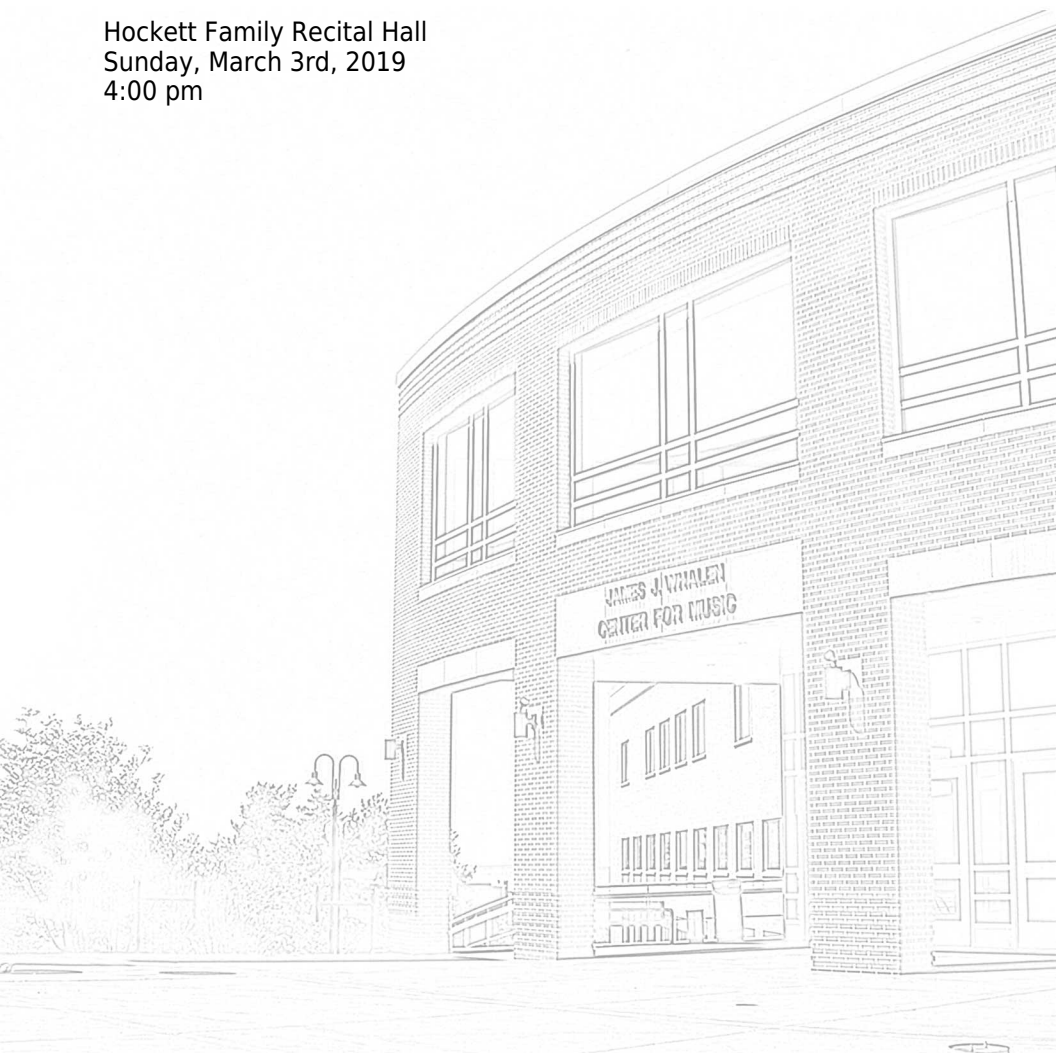 Hockett Family Recital Hall
Sunday, March 3rd, 2019
4:00 pm
JAMES J. WHALEN
CENTER FOR MUSIC